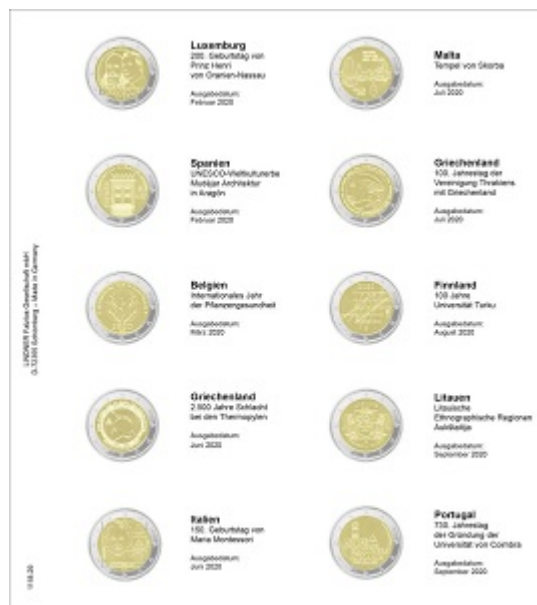 Luxemburg
200. Geburtstag von
Prinz Henri
von Oranien-Nassau
Ausgabedatum:
Februar 2020
Spanien
UNESCO-Weltkulturerbe
Mudéjar Architektur
in Aragón
Ausgabedatum:
Februar 2020
Belgien
Internationales Jahr
der Pflanzengesundheit
Ausgabedatum:
März 2020
Griechenland
2.500 Jahre Schlacht
bei den Thermopylen
Ausgabedatum:
Juni 2020
Italien
150. Geburtstag von
Maria Montessori
Ausgabedatum:
Juni 2020
Malta
Tempel von Skorba
Ausgabedatum:
Juli 2020
Griechenland
100. Jahrestag der
Vereinigung Thrakiens
mit Griechenland
Ausgabedatum:
Juli 2020
Finnland
100 Jahre
Universität Turku
Ausgabedatum:
August 2020
Litauen
Litauische
Ethnographische Regionen
Aukštaitija
Ausgabedatum:
September 2020
Portugal
730. Jahrestag
der Gründung der
Universität von Coimbra
Ausgabedatum:
September 2020
LINDNER Falzlos-Gesellschaft mbH
Schömberg – Made in Germany